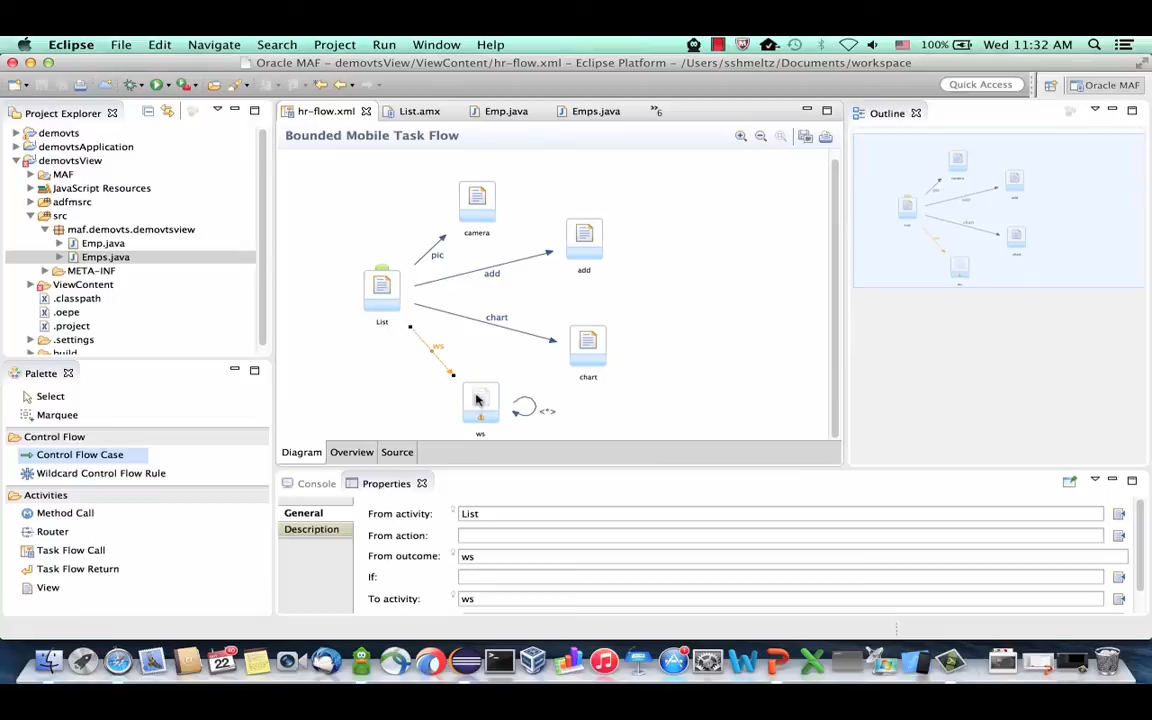 Eclipse File Edit Navigate Search Project Run Window Help 100% Wed 11:32 AM
Oracle MAF - demovtsView/ViewContent/hr-flow.xml - Eclipse Platform - /Users/sshmeltz/Documents/workspace
Quick Access Oracle MAF
Project Explorer
demovts
demovtsApplication
demovtsView
MAF
JavaScript Resources
adfmsrc
src
maf.demovts.demovtsview
Emp.java
Emps.java
META-INF
ViewContent
.classpath
.oepe
.project
.settings
build
Palette
Select
Marquee
Control Flow
Control Flow Case
Wildcard Control Flow Rule
Activities
Method Call
Router
Task Flow Call
Task Flow Return
View
hr-flow.xml List.amx Emp.java Emps.java »6
Bounded Mobile Task Flow
camera
pic
add
add
List
chart
chart
ws
<*>
ws
Diagram Overview Source
Console Properties
General
Description
From activity: List
From action:
From outcome: ws
If:
To activity: ws
Outline
camera
add
chart
22